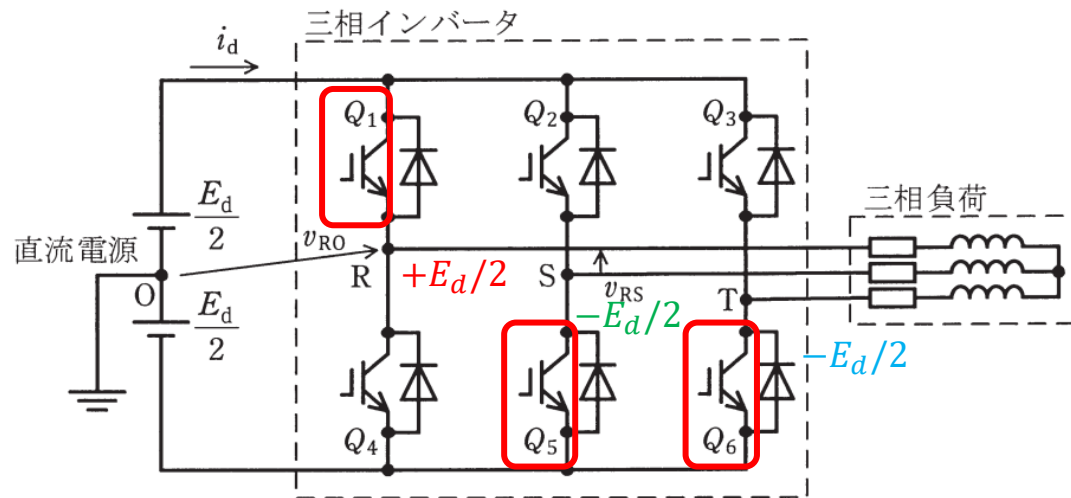 三相インバータ
i_d
Q_1
Q_2
Q_3
E_d/2
三相負荷
直流電源
v_RO
R
+E_d/2
S
v_RS
T
O
-E_d/2
E_d/2
-E_d/2
Q_4
Q_5
Q_6